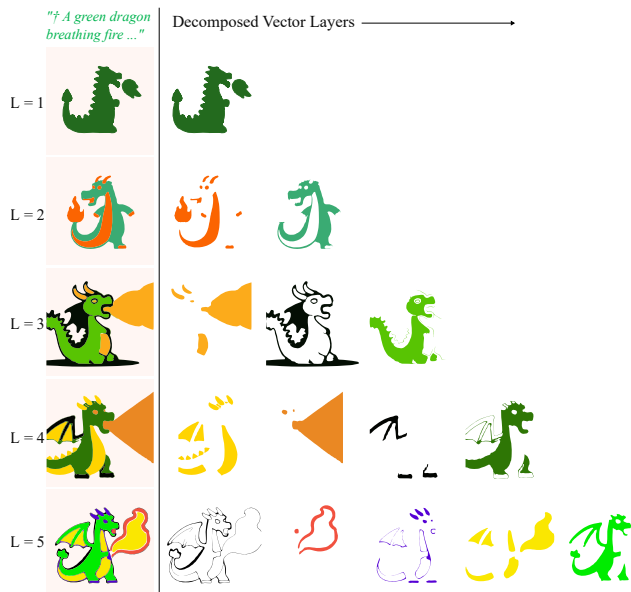 "† A green dragon
breathing fire ..."
Decomposed Vector Layers
L = 1
L = 2
L = 3
L = 4
L = 5